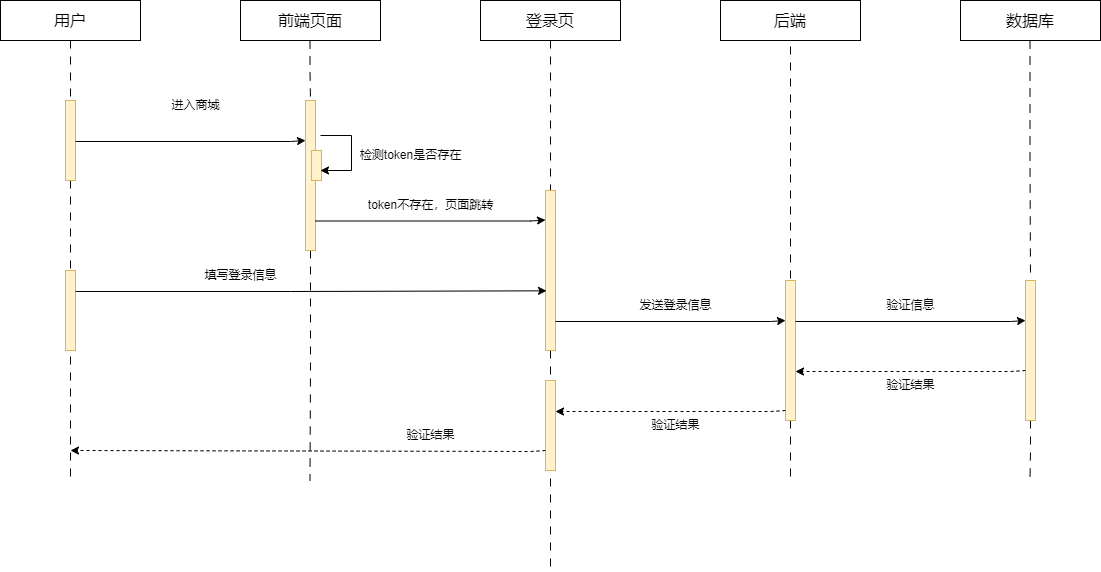 用户
前端页面
登录页
后端
数据库
进入商城
检测token是否存在
token不存在，页面跳转
填写登录信息
发送登录信息
验证信息
验证结果
验证结果
验证结果